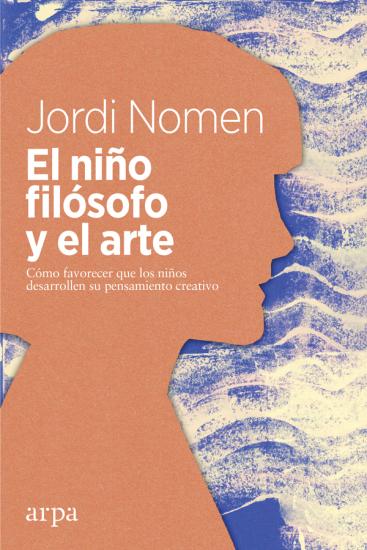 Jordi Nomen
El niño
filósofo
y el arte
Cómo favorecer que los niños
desarrollen su pensamiento creativo
arpa